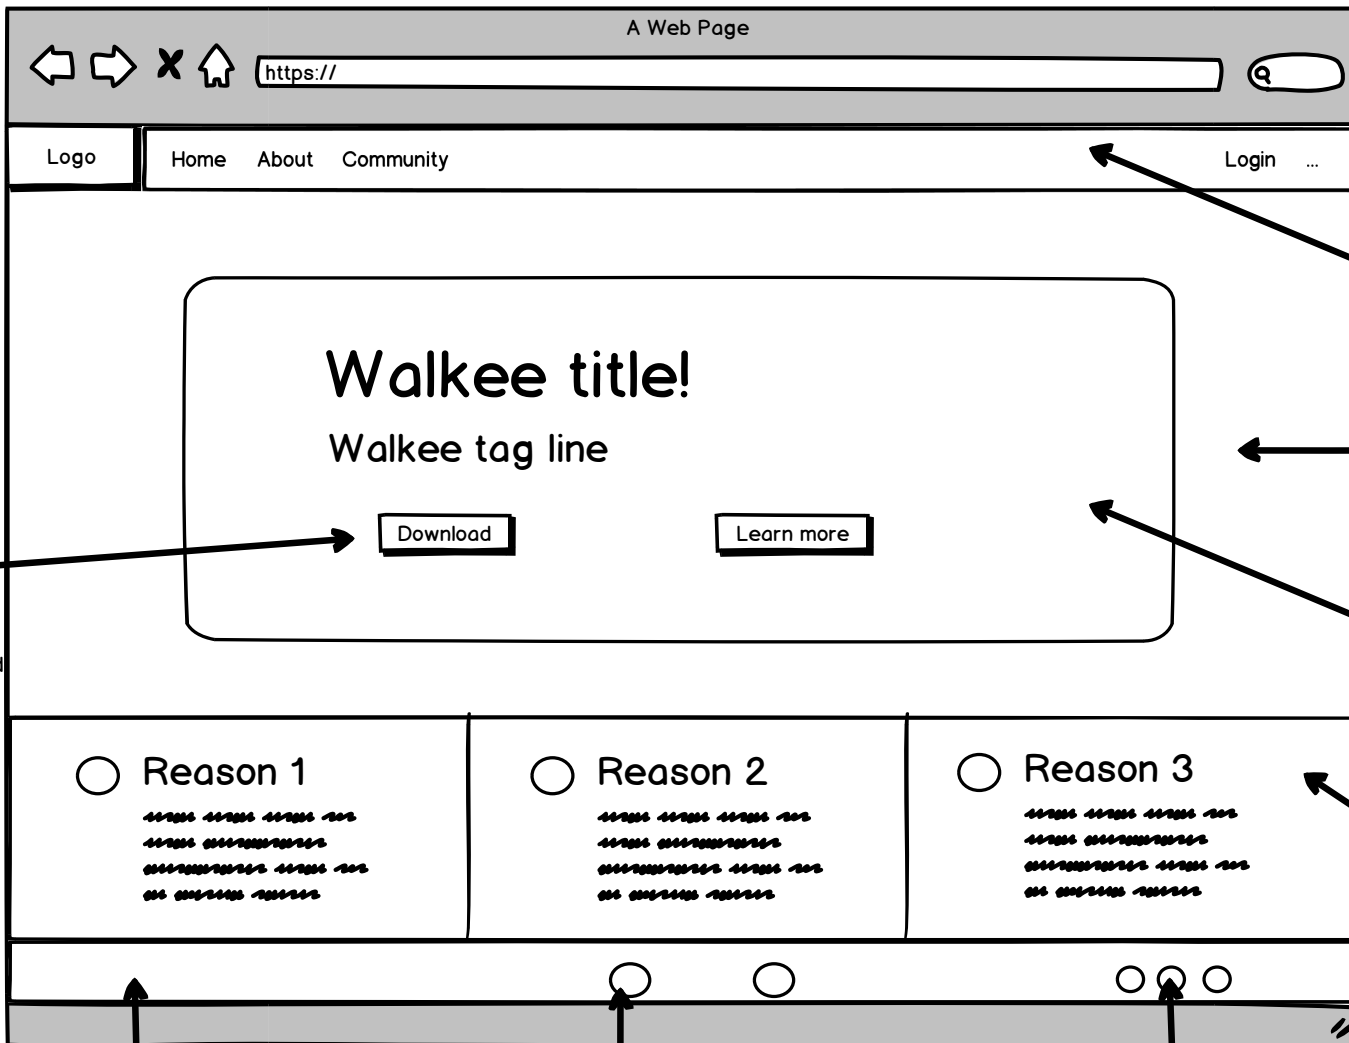 A Web Page
https://
Logo
Home About Community Login ...
Walkee title!
Walkee tag line
Download Learn more
Reason 1 Reason 2 Reason 3